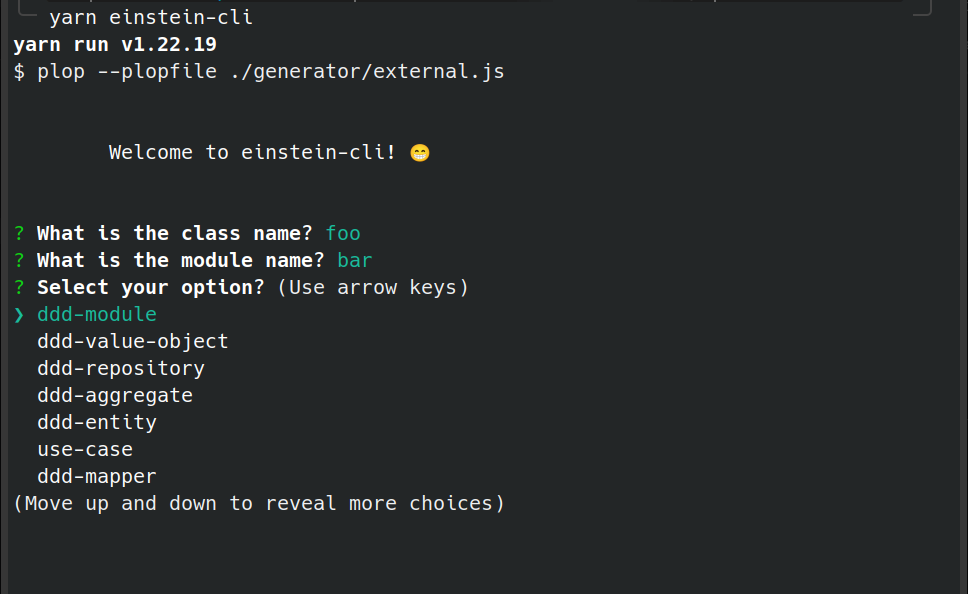 yarn einstein-cli
yarn run v1.22.19
$ plop --plopfile ./generator/external.js
Welcome to einstein-cli! 😁
? What is the class name? foo
? What is the module name? bar
? Select your option? (Use arrow keys)
❯ ddd-module
ddd-value-object
ddd-repository
ddd-aggregate
ddd-entity
use-case
ddd-mapper
(Move up and down to reveal more choices)